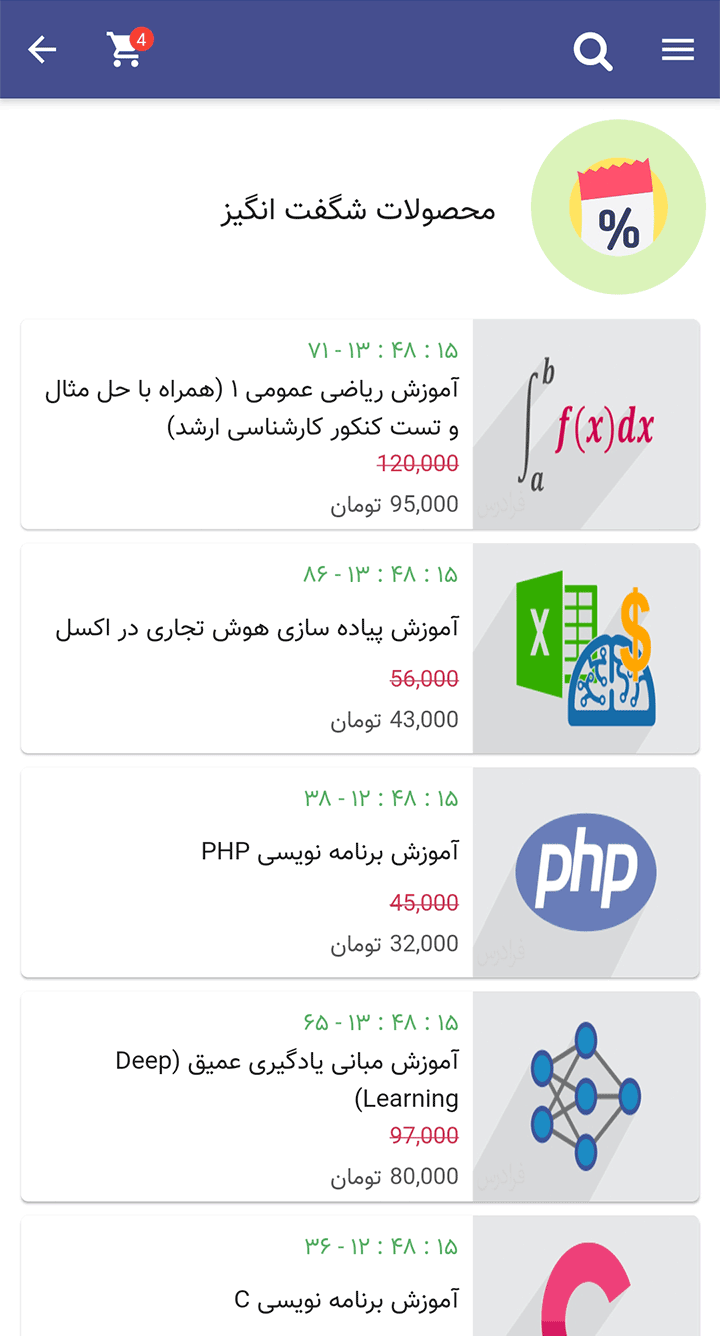 4
محصولات شگفت انگیز
%
۷۱ - ۱۳ : ۴۸ : ۱۵
آموزش ریاضی عمومی ۱ (همراه با حل مثال
و تست کنکور کارشناسی ارشد)
120,000
95,000 تومان
∫ b a f(x)dx
فرادرس
۸۶ - ۱۳ : ۴۸ : ۱۵
آموزش پیاده سازی هوش تجاری در اکسل
56,000
43,000 تومان
X $
۳۸ - ۱۲ : ۴۸ : ۱۵
آموزش برنامه نویسی PHP
45,000
32,000 تومان
php
فرادرس
۶۵ - ۱۳ : ۴۸ : ۱۵
آموزش مبانی یادگیری عمیق (Deep
Learning)
97,000
80,000 تومان
فرادرس
۳۶ - ۱۲ : ۴۸ : ۱۵
آموزش برنامه نویسی C
C